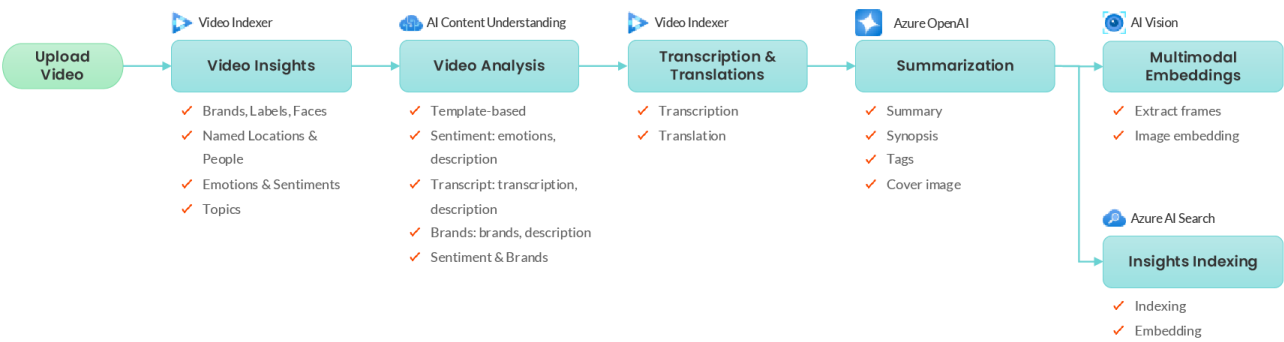 Upload
Video
Video Indexer
Video Insights
Brands, Labels, Faces
Named Locations &
People
Emotions & Sentiments
Topics
AI Content Understanding
Video Analysis
Template-based
Sentiment: emotions,
description
Transcript: transcription,
description
Brands: brands, description
Sentiment & Brands
Video Indexer
Transcription &
Translations
Transcription
Translation
Azure OpenAI
Summarization
Summary
Synopsis
Tags
Cover image
AI Vision
Multimodal
Embeddings
Extract frames
Image embedding
Azure AI Search
Insights Indexing
Indexing
Embedding